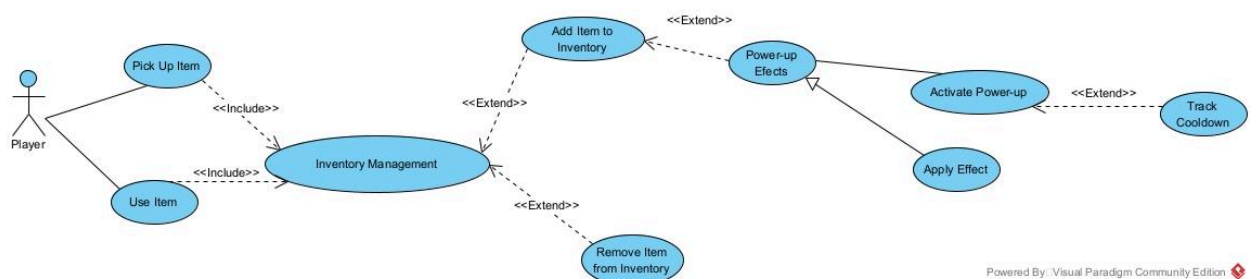 <<Extend>>
Add Item to
Inventory
Power-up
Efects
Pick Up Item
Activate Power-up
<<Extend>>
Track
Cooldown
<<Include>>
<<Extend>>
Player
Inventory Management
Apply Effect
<<Include>>
Use Item
<<Extend>>
Remove Item
from Inventory
Powered By: Visual Paradigm Community Edition